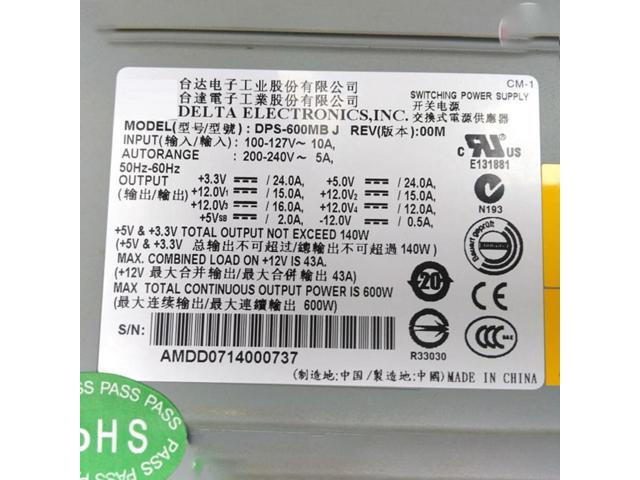 CM-1
台达电子工业股份有限公司
台達電子工業股份有限公司
DELTA ELECTRONICS,INC.
SWITCHING POWER SUPPLY
开关电源
交換式電源供應器
MODEL(型号/型號) : DPS-600MB J REV(版本):00M
INPUT(输入/輸入) : 100-127V~ 10A,
AUTORANGE : 200-240V~ 5A,
50Hz-60Hz
OUTPUT
(输出/輸出)
+3.3V / 24.0A, +5.0V / 24.0A,
+12.0V1 / 15.0A, +12.0V2 / 15.0A,
+12.0V3 / 16.0A, +12.0V4 / 12.0A,
+5VSB / 2.0A, -12.0V / 0.5A,
+5V & +3.3V TOTAL OUTPUT NOT EXCEED 140W
(+5V & +3.3V 总输出不可超过/總輸出不可超過 140W)
MAX. COMBINED LOAD ON +12V IS 43A.
(+12V 最大合并输出/最大合併輸出 43A)
MAX TOTAL CONTINUOUS OUTPUT POWER IS 600W
(最大连续输出/最大連續輸出 600W)
S/N:
AMDD0714000737
(制造地:中国/製造地:中國)MADE IN CHINA
c UL US
E131881
N193
Bauart geprüft
20
R33030
CCC
PASS PASS PASS
HS
PASS PASS PASS